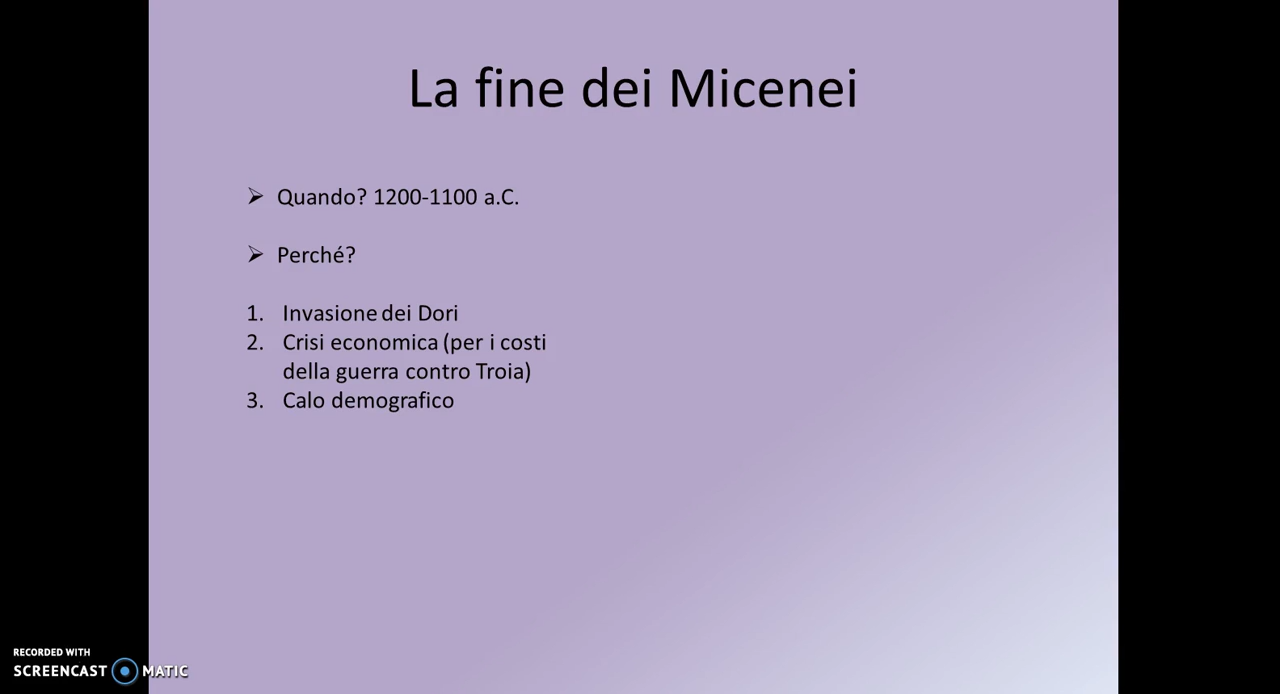 La fine dei Micenei
Quando? 1200-1100 a.C.
Perché?
1. Invasione dei Dori
2. Crisi economica (per i costi
della guerra contro Troia)
3. Calo demografico
RECORDED WITH
SCREENCAST MATIC